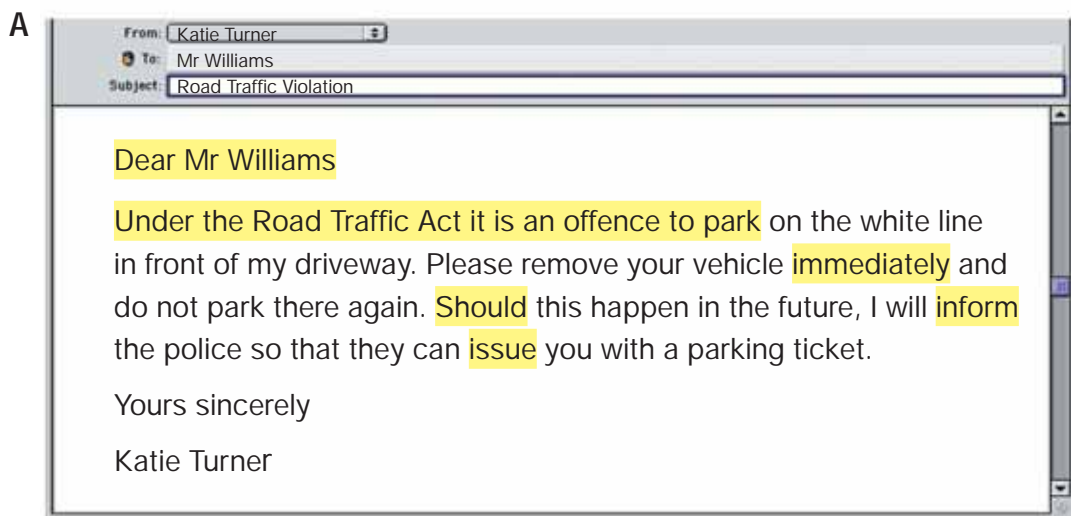 A
From: Katie Turner
To: Mr Williams
Subject: Road Traffic Violation
Dear Mr Williams
Under the Road Traffic Act it is an offence to park on the white line
in front of my driveway. Please remove your vehicle immediately and
do not park there again. Should this happen in the future, I will inform
the police so that they can issue you with a parking ticket.
Yours sincerely
Katie Turner